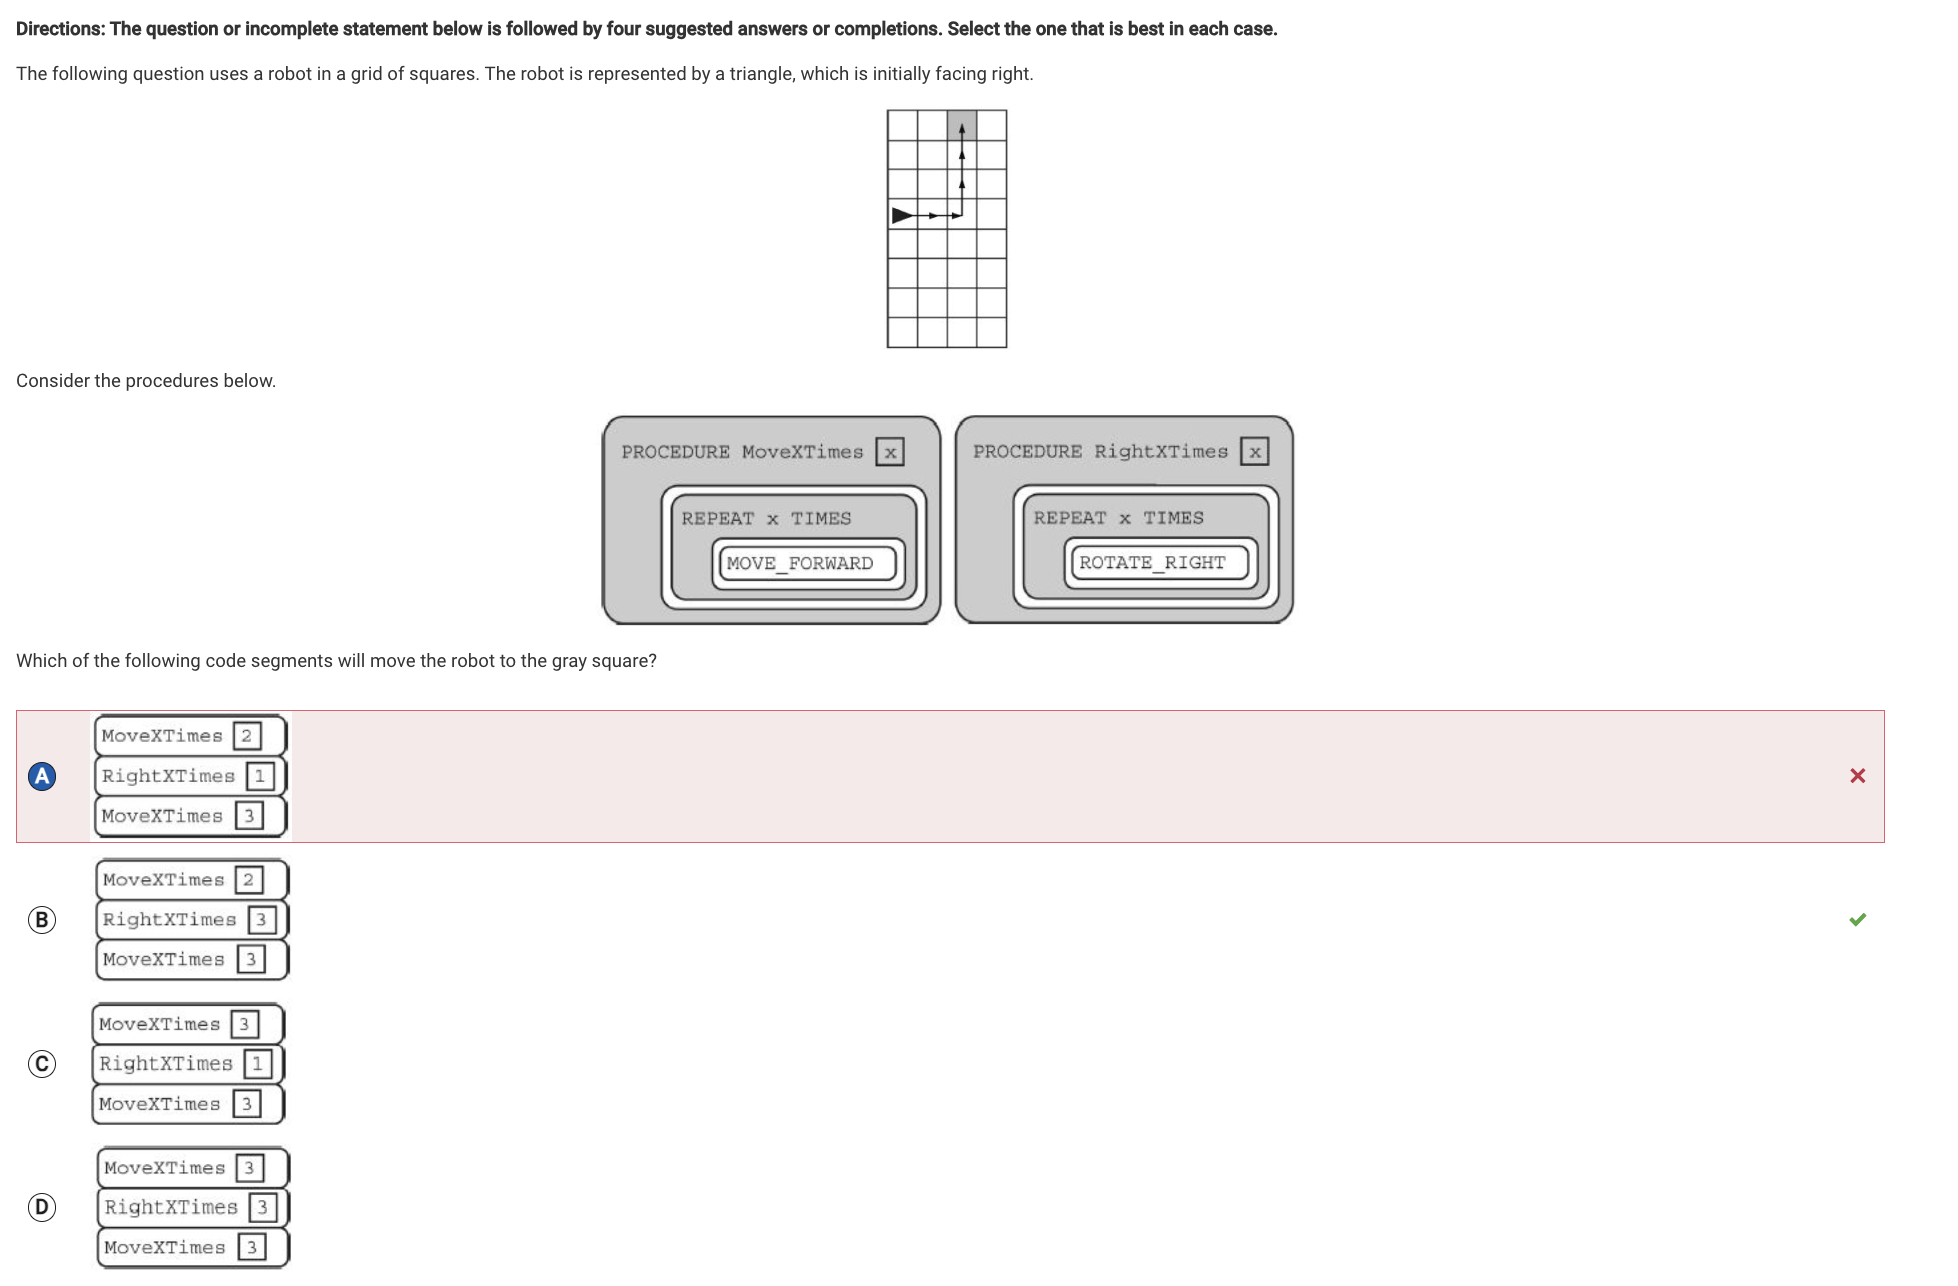 Directions: The question or incomplete statement below is followed by four suggested answers or completions. Select the one that is best in each case.
The following question uses a robot in a grid of squares. The robot is represented by a triangle, which is initially facing right.
Consider the procedures below.
PROCEDURE MoveXTimes x
REPEAT x TIMES
MOVE_FORWARD
PROCEDURE RightXTimes x
REPEAT x TIMES
ROTATE_RIGHT
Which of the following code segments will move the robot to the gray square?
A
MoveXTimes 2
RightXTimes 1
MoveXTimes 3
B
MoveXTimes 2
RightXTimes 3
MoveXTimes 3
C
MoveXTimes 3
RightXTimes 1
MoveXTimes 3
D
MoveXTimes 3
RightXTimes 3
MoveXTimes 3